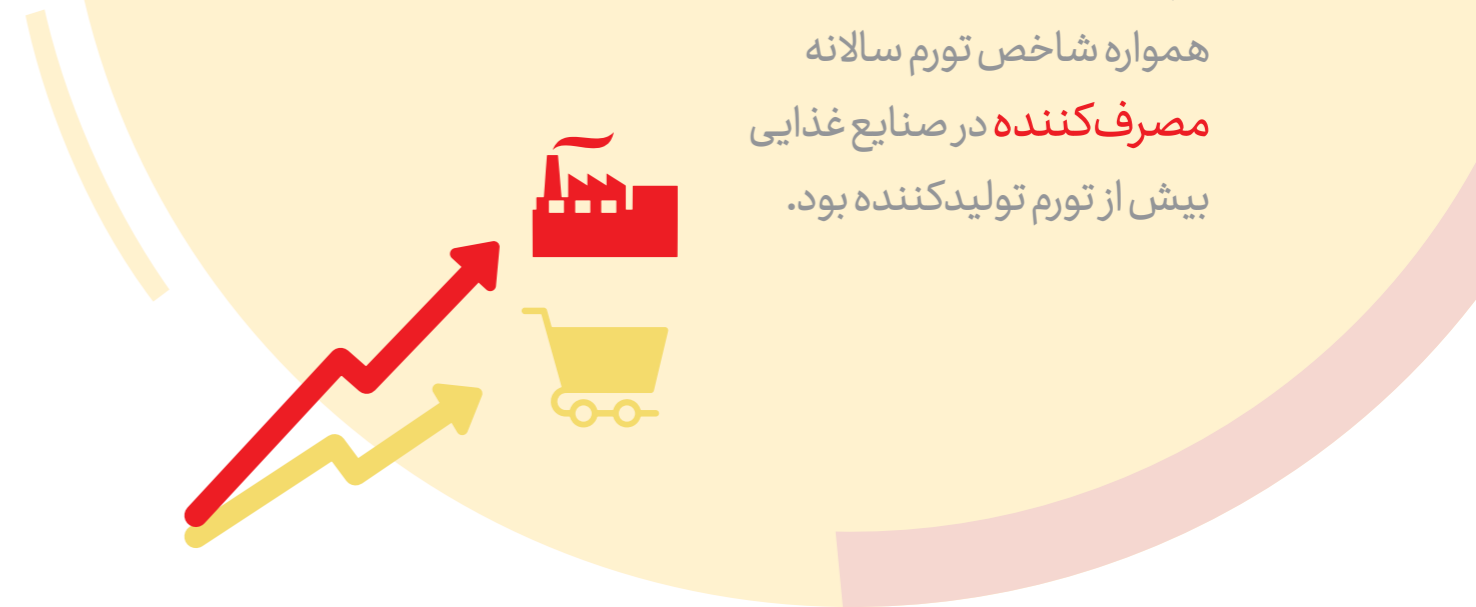 همواره شاخص تورم سالانه
مصرف‌کننده در صنایع غذایی
بیش از تورم تولیدکننده بود.